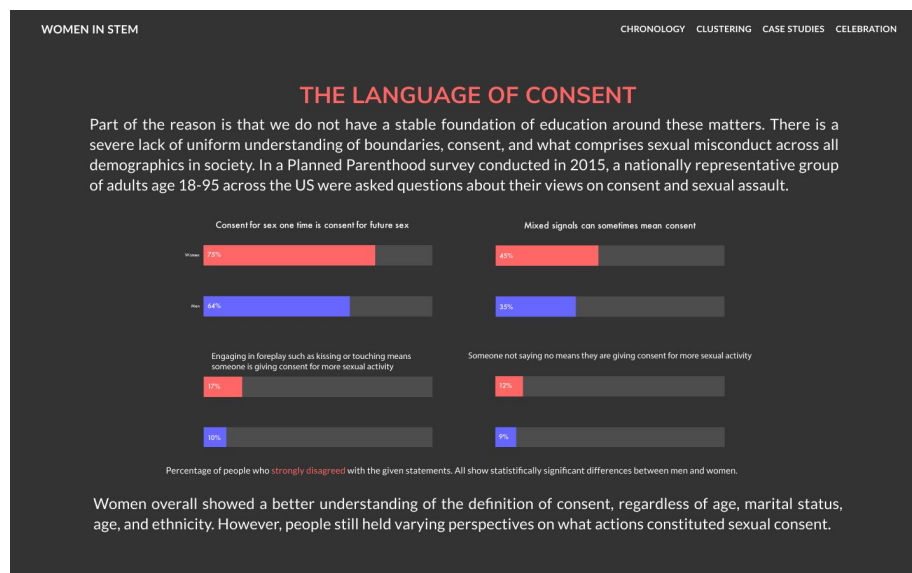 WOMEN IN STEM
CHRONOLOGY CLUSTERING CASE STUDIES CELEBRATION
THE LANGUAGE OF CONSENT
Part of the reason is that we do not have a stable foundation of education around these matters. There is a
severe lack of uniform understanding of boundaries, consent, and what comprises sexual misconduct across all
demographics in society. In a Planned Parenthood survey conducted in 2015, a nationally representative group
of adults age 18-95 across the US were asked questions about their views on consent and sexual assault.
Consent for sex one time is consent for future sex
Women 75%
Men 64%
Mixed signals can sometimes mean consent
45%
35%
Engaging in foreplay such as kissing or touching means
someone is giving consent for more sexual activity
17%
10%
Someone not saying no means they are giving consent for more sexual activity
12%
9%
Percentage of people who strongly disagreed with the given statements. All show statistifically significant differences between men and women.
Women overall showed a better understanding of the definition of consent, regardless of age, marital status,
age, and ethnicity. However, people still held varying perspectives on what actions constituted sexual consent.